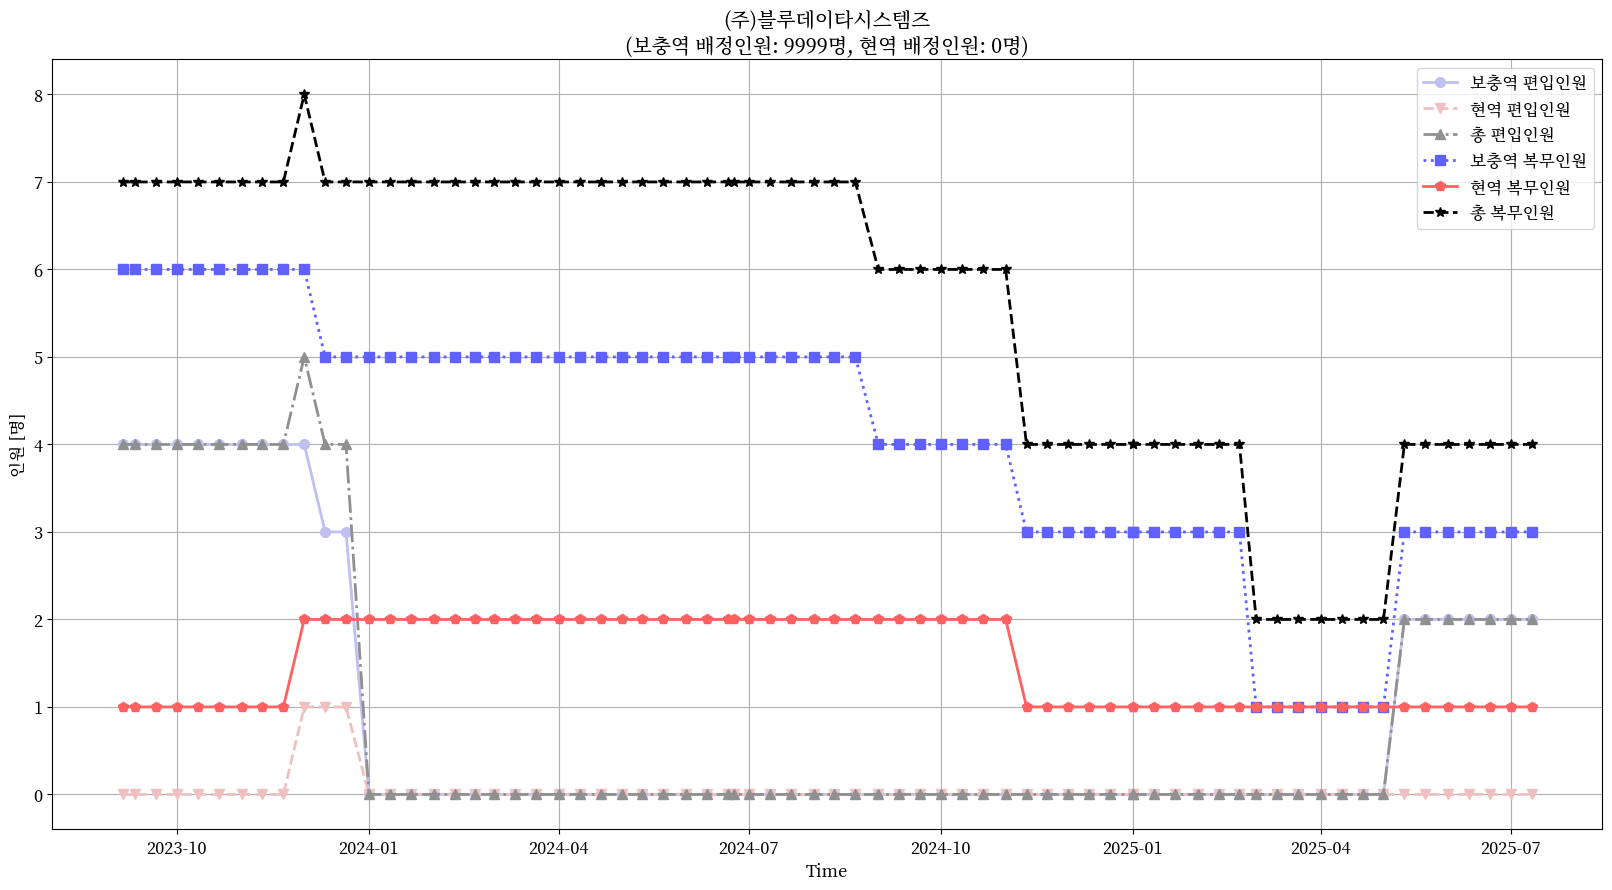 (주)블루데이타시스템즈
(보충역 배정인원: 9999명, 현역 배정인원: 0명)
보충역 편입인원
현역 편입인원
총 편입인원
보충역 복무인원
현역 복무인원
총 복무인원
인원 [명]
8
7
6
5
4
3
2
1
0
2023-10
2024-01
2024-04
2024-07
2024-10
2025-01
2025-04
2025-07
Time